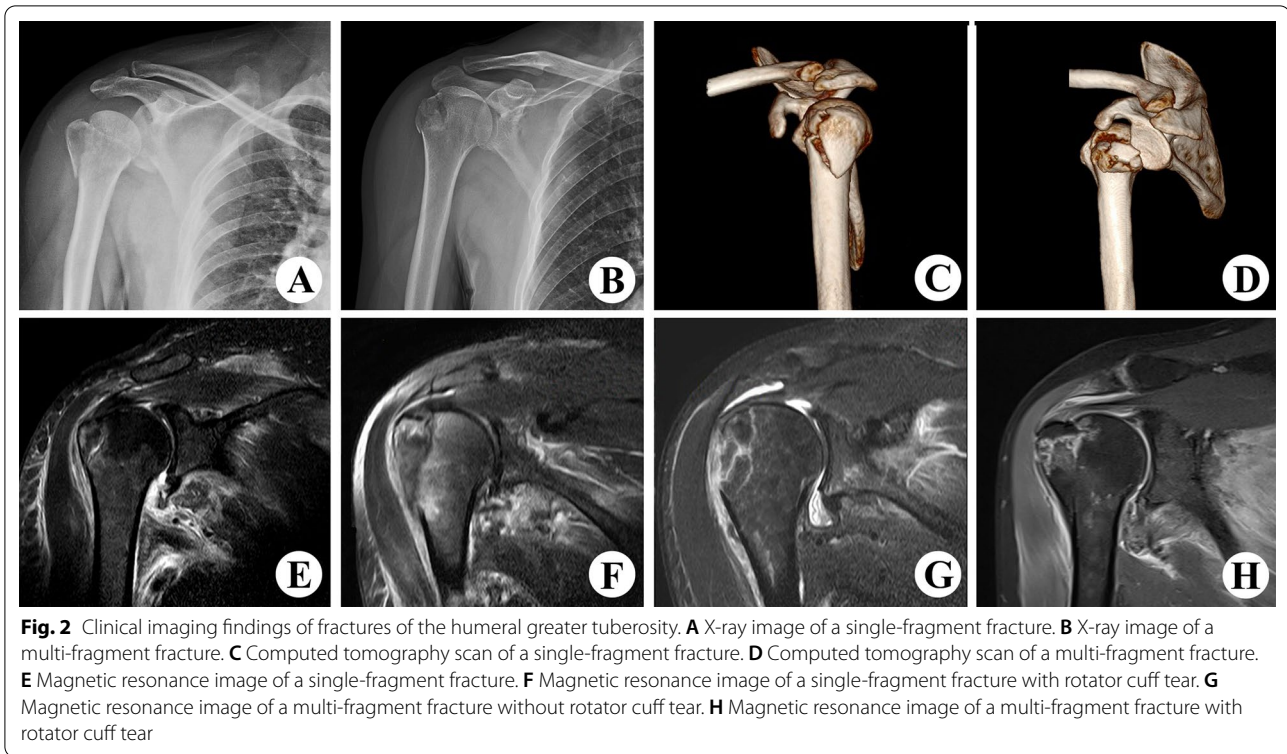 A
B
C
D
E
F
G
H
Fig. 2 Clinical imaging findings of fractures of the humeral greater tuberosity. A X-ray image of a single-fragment fracture. B X-ray image of a
multi-fragment fracture. C Computed tomography scan of a single-fragment fracture. D Computed tomography scan of a multi-fragment fracture.
E Magnetic resonance image of a single-fragment fracture. F Magnetic resonance image of a single-fragment fracture with rotator cuff tear. G
Magnetic resonance image of a multi-fragment fracture without rotator cuff tear. H Magnetic resonance image of a multi-fragment fracture with
rotator cuff tear